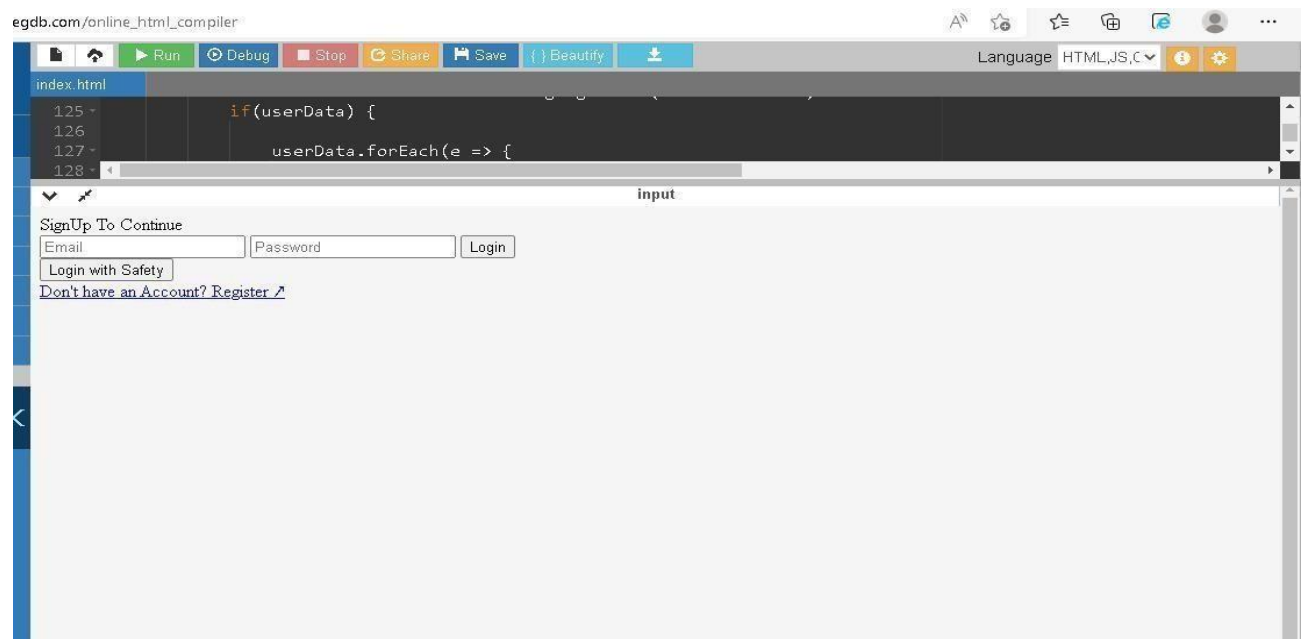 egdb.com/online_html_compiler
Run Debug Stop Share Save { } Beautify Language HTML,JS,C
index.html
125 if(userData) {
126
127 userData.forEach(e => {
128
input
SignUp To Continue
Email Password Login
Login with Safety
Don't have an Account? Register ↗